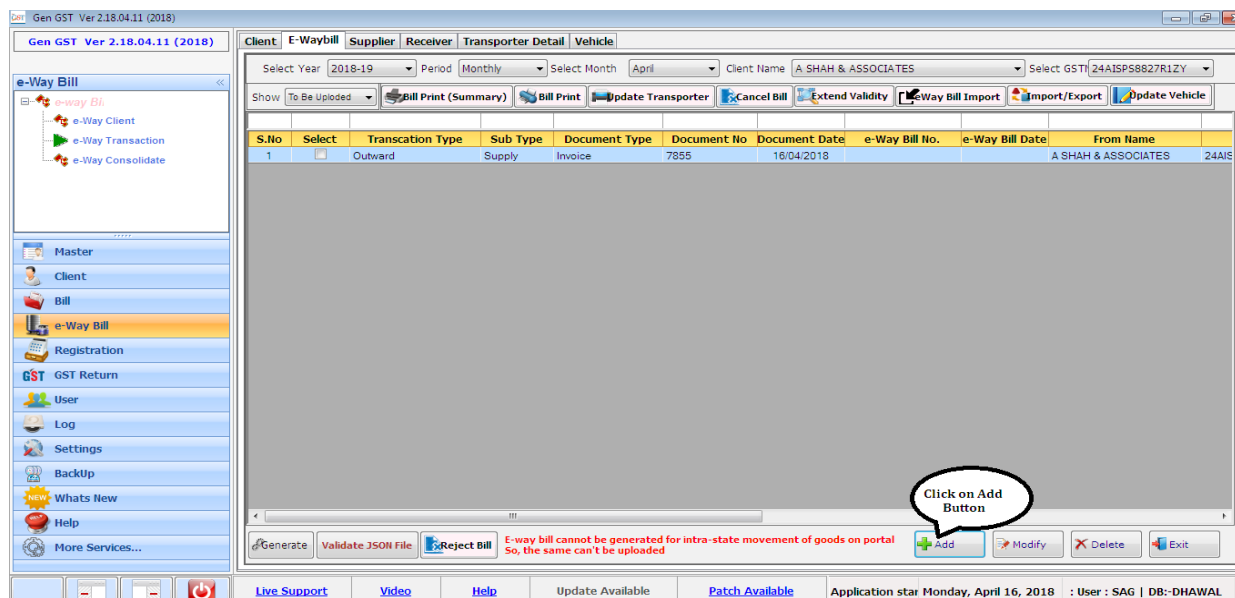 GST Gen GST Ver 2.18.04.11 (2018)
Gen GST Ver 2.18.04.11 (2018)
Client E-Waybill Supplier Receiver Transporter Detail Vehicle
Select Year 2018-19 Period Monthly Select Month April Client Name A SHAH & ASSOCIATES Select GSTI 24AISPS8827R1ZY
e-Way Bill
Show To Be Uploded Bill Print (Summary) Bill Print Update Transporter Cancel Bill Extend Validity eWay Bill Import Import/Export Update Vehicle
e-way Bi
e-Way Client
e-Way Transaction
e-Way Consolidate
S.No Select Transcation Type Sub Type Document Type Document No Document Date e-Way Bill No. e-Way Bill Date From Name
1 Outward Supply Invoice 7855 16/04/2018 A SHAH & ASSOCIATES 24AIS
Master
Client
Bill
e-Way Bill
Registration
GST GST Return
User
Log
Settings
BackUp
NEW Whats New
Help
More Services...
Click on Add
Button
Generate Validate JSON File Reject Bill
E-way bill cannot be generated for intra-state movement of goods on portal
So, the same can't be uploaded
Add Modify Delete Exit
Live Support Video Help Update Available Patch Available Application star Monday, April 16, 2018 : User : SAG | DB:-DHAWAL